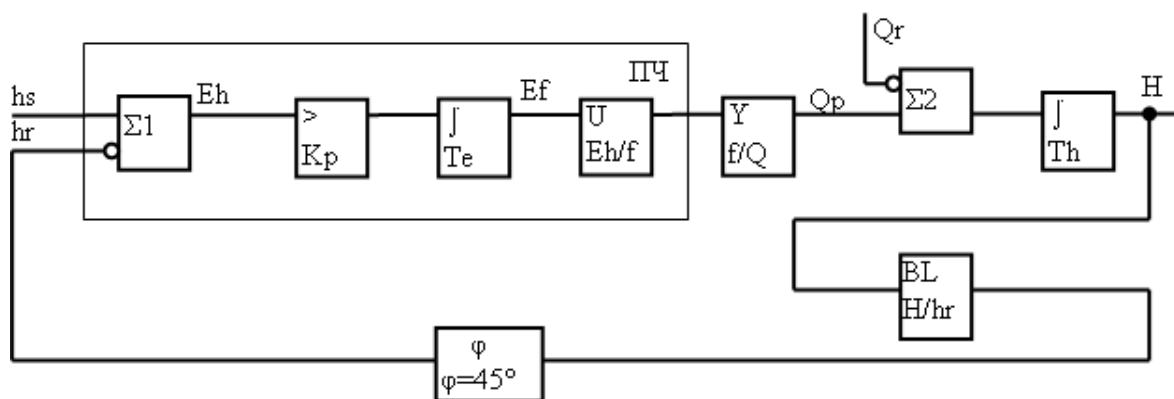 Qr
ПЧ
hs
Eh
Ef
H
hr
Σ1
>
Kp
∫
Te
U
Eh/f
Y
f/Q
Qp
Σ2
∫
Th
BL
H/hr
φ
φ=45°